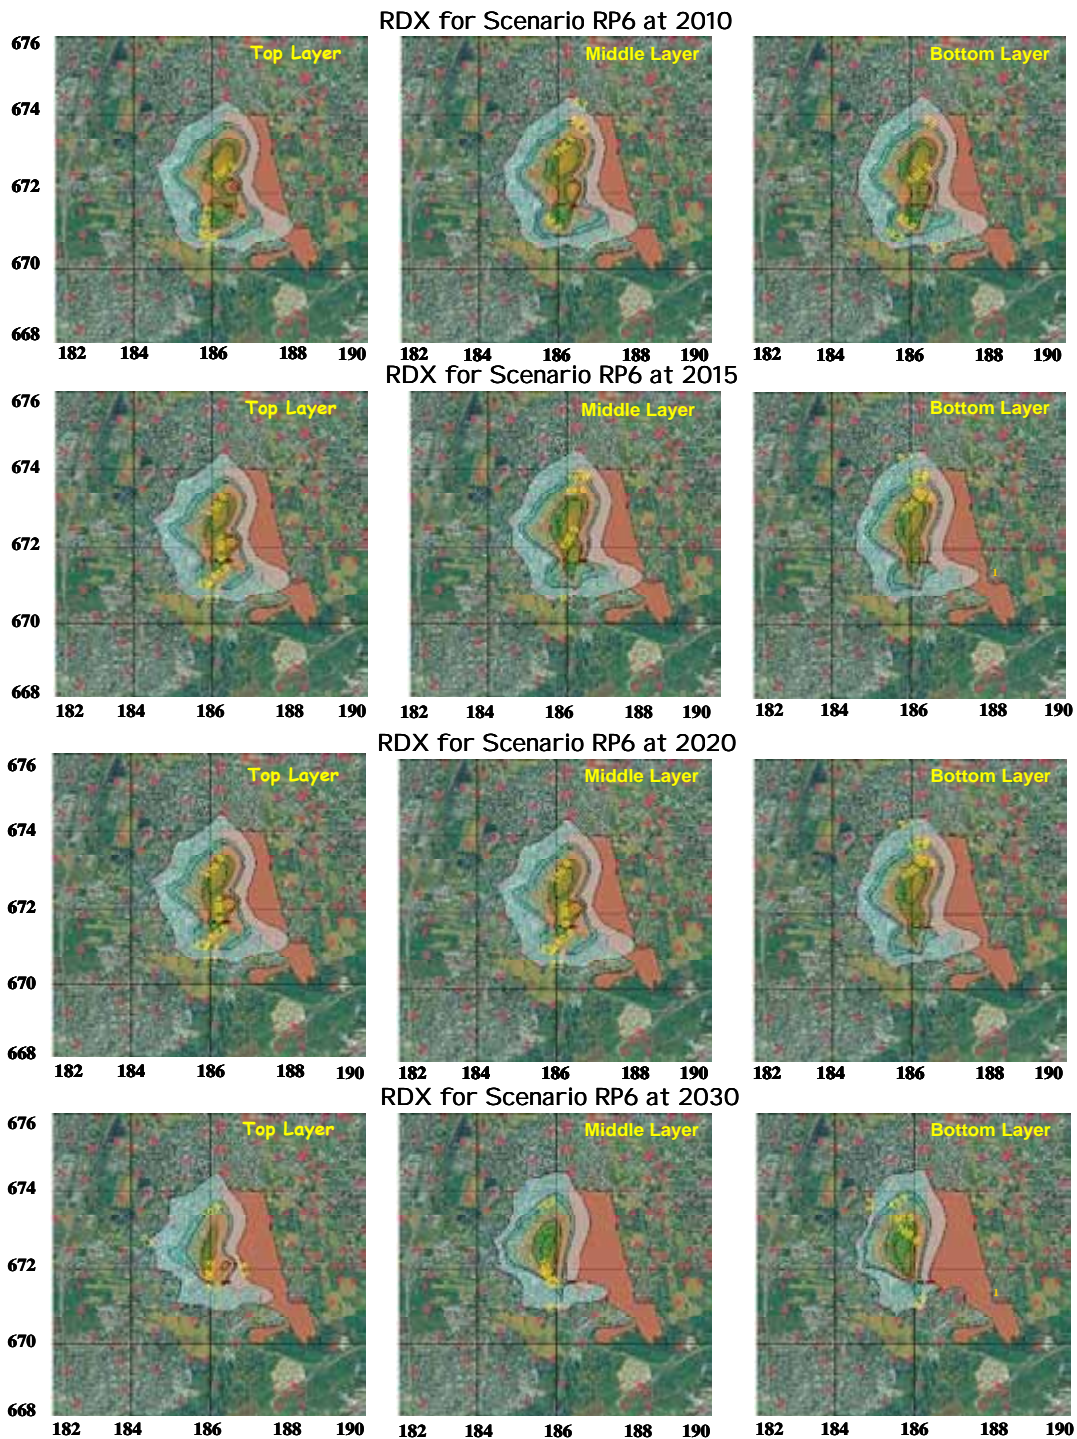 RDX for Scenario RP6 at 2010
676
Top Layer
Middle Layer
Bottom Layer
674
672
670
668
182 184 186 188 190
182 184 186 188 190
182 184 186 188 190
RDX for Scenario RP6 at 2015
676
Top Layer
Middle Layer
Bottom Layer
674
672
1
670
668
182 184 186 188 190
182 184 186 188 190
182 184 186 188 190
RDX for Scenario RP6 at 2020
676
Top Layer
Middle Layer
Bottom Layer
674
672
670
668
182 184 186 188 190
182 184 186 188 190
182 184 186 188 190
RDX for Scenario RP6 at 2030
676
Top Layer
Middle Layer
Bottom Layer
674
672
1
670
668
182 184 186 188 190
182 184 186 188 190
182 184 186 188 190